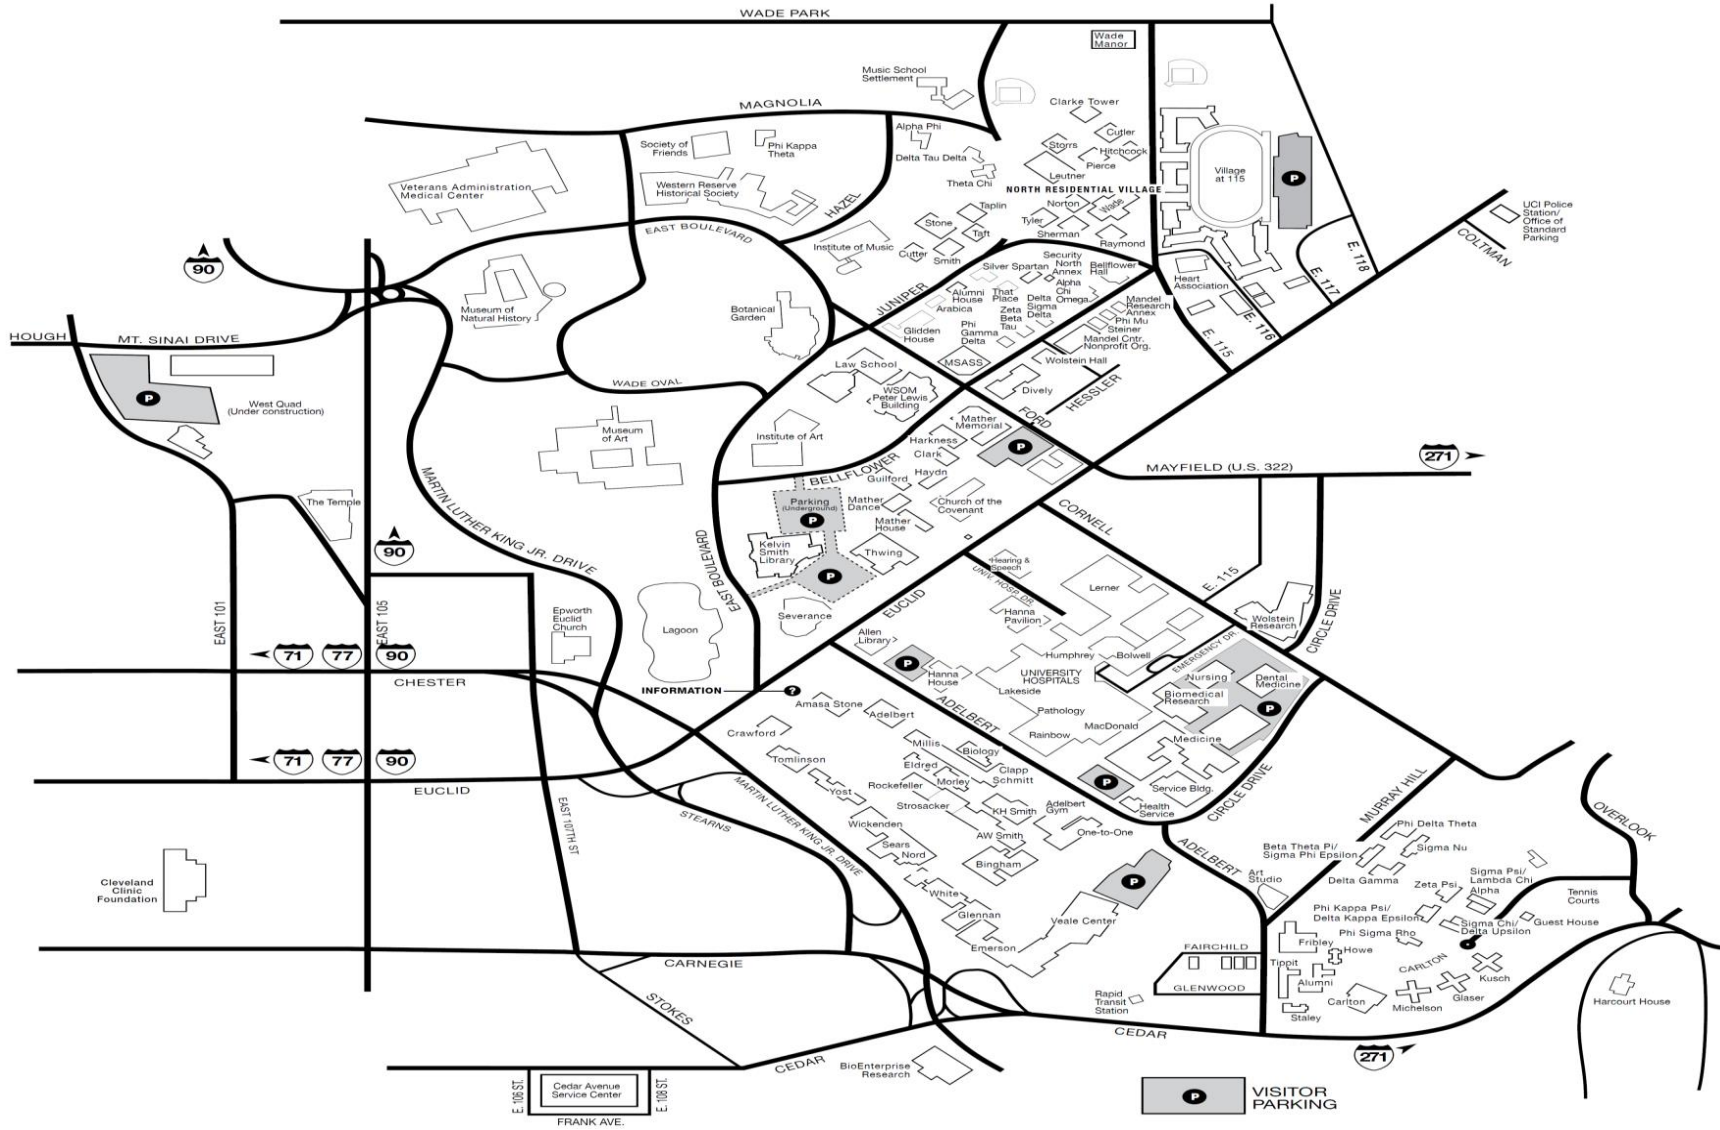 WADE PARK
Wade
Manor
Music School
Settlement
MAGNOLIA
Clarke Tower
Alpha Phi
Cutler
Society of
Friends
Phi Kappa
Theta
Storrs
Hitchcock
Delta Tau Delta
Pierce
Leutner
Village
at 115
P
Theta Chi
Veterans Administration
Medical Center
Western Reserve
Historical Society
NORTH RESIDENTIAL VILLAGE
HAZEL
Taplin
Norton
Wade
UCI Police
Station/
Office of
Standard
Parking
Stone
Tyler
Taft
Sherman
EAST BOULEVARD
Raymond
COLTMAN
Institute of Music
Cutter
Smith
E. 118
90
Security
North
Annex
Silver Spartan
Bellflower
Hall
E. 117
Heart
Association
JUNIPER
Alumni
House
That
Place
Alpha
Chi
Omega
Arabica
Delta
Sigma
Delta
Mandel
Research
Annex
Museum of
Natural History
Botanical
Garden
Zeta
Beta
Tau
Phi Mu
Steiner
E. 116
Glidden
House
Phi
Gamma
Delta
Mandel Cntr.
Nonprofit Org.
E. 115
HOUGH
MT. SINAI DRIVE
Law School
MSASS
Wolstein Hall
WADE OVAL
WSOM
Peter Lewis
Building
Dively
HESSLER
P
West Quad
(Under construction)
Museum
of Art
Institute of Art
Mather
Memorial
FORD
Harkness
P
Clark
271
MAYFIELD (U.S. 322)
BELLFLOWER
Haydn
Guilford
The Temple
MARTIN LUTHER KING JR. DRIVE
Parking
(Underground)
P
Mather
Dance
Church of the
Covenant
CORNELL
Mather
House
90
EAST BOULEVARD
Kelvin
Smith
Library
Thwing
P
Hearing &
Speech
UNIV. HOSP. DR.
Lerner
E. 115
EAST 101
EAST 105
Epworth
Euclid
Church
Lagoon
Severance
EUCLID
Hanna
Pavilion
Wolstein
Research
CIRCLE DRIVE
Allen
Library
71
77
90
P
Humphrey
Bolwell
EMERGENCY DR.
CHESTER
INFORMATION
?
Hanna
House
UNIVERSITY
HOSPITALS
Nursing
Dental
Medicine
Lakeside
Biomedical
Research
P
Amasa Stone
Adelbert
ADELBERT
Pathology
MacDonald
Crawford
Rainbow
Medicine
71
77
90
Millis
Biology
Tomlinson
Eldred
Clapp
Schmitt
Morley
P
Service Bldg.
CIRCLE DRIVE
MURRAY HILL
EUCLID
EAST 107TH ST
MARTIN LUTHER KING JR. DRIVE
Yost
Rockefeller
Strosacker
KH Smith
Adelbert
Gym
Health
Service
OVERLOOK
STEARNS
Wickenden
AW Smith
One-to-One
Phi Delta Theta
Sears
Nord
ADELBERT
Beta Theta Pi/
Sigma Phi Epsilon
Sigma Nu
Bingham
Art
Studio
Delta Gamma
Sigma Psi/
Lambda Chi
Alpha
Cleveland
Clinic
Foundation
P
White
Zeta Psi
Tennis
Courts
Glennan
Veale Center
Phi Kappa Psi/
Delta Kappa Epsilon
Sigma Chi/
Delta Upsilon
Guest House
Emerson
FAIRCHILD
Fribley
Phi Sigma Rho
Howe
CARNEGIE
Tippit
CARLTON
Kusch
STOKES
GLENWOOD
Alumni
Rapid
Transit
Station
Carlton
Glaser
Michelson
Harcourt House
Staley
CEDAR
CEDAR
271
BioEnterprise
Research
E. 106 ST.
Cedar Avenue
Service Center
E. 108 ST.
FRANK AVE.
P
VISITOR
PARKING